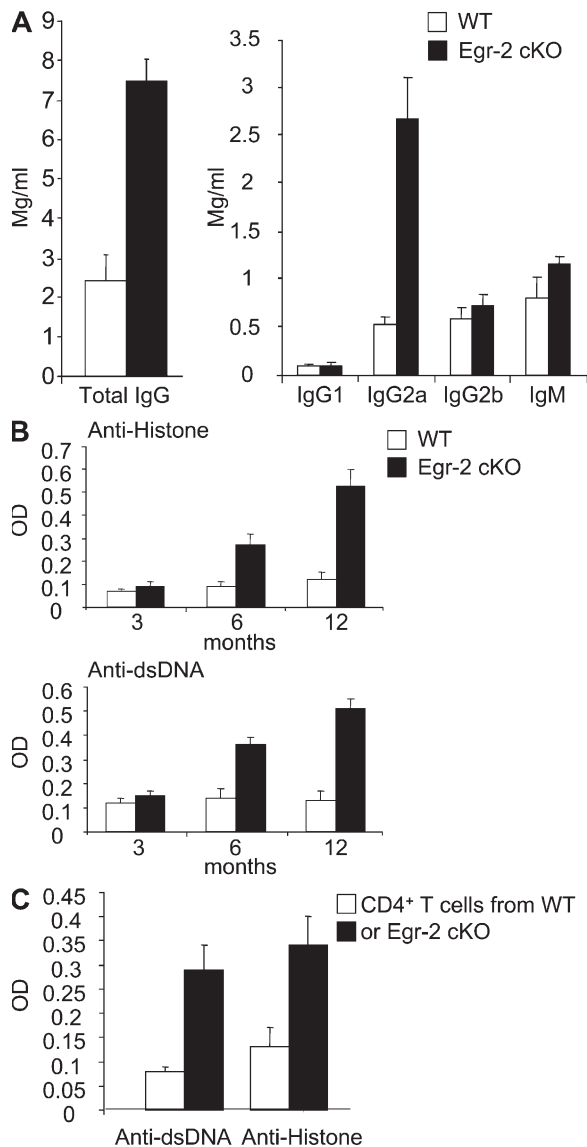 A
WT
Egr-2 cKO
Mg/ml
9
8
7
6
5
4
3
2
1
0
Total IgG
Mg/ml
3.5
3
2.5
2
1.5
1
0.5
0
IgG1 IgG2a IgG2b IgM
B
Anti-Histone
WT
Egr-2 cKO
OD
0.7
0.6
0.5
0.4
0.3
0.2
0.1
0
3 6 12
months
Anti-dsDNA
OD
0.6
0.5
0.4
0.3
0.2
0.1
0
3 6 12
months
C
CD4⁺ T cells from WT
or Egr-2 cKO
OD
0.45
0.4
0.35
0.3
0.25
0.2
0.15
0.1
0.05
0
Anti-dsDNA Anti-Histone